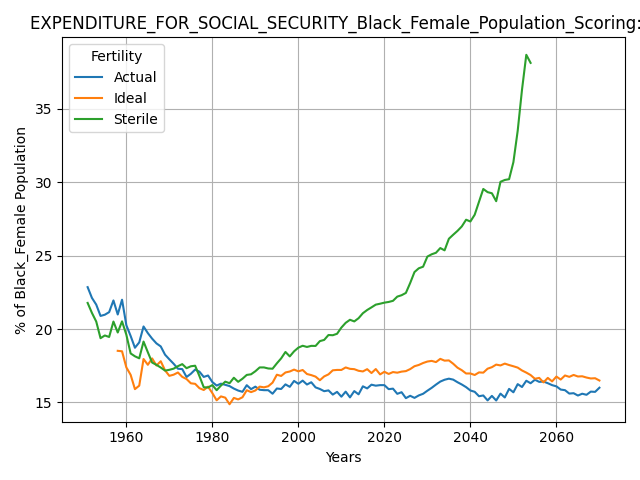 EXPENDITURE_FOR_SOCIAL_SECURITY_Black_Female_Population_Scoring:
Fertility
Actual
Ideal
Sterile
% of Black_Female Population
35
30
25
20
15
1960
1980
2000
2020
2040
2060
Years